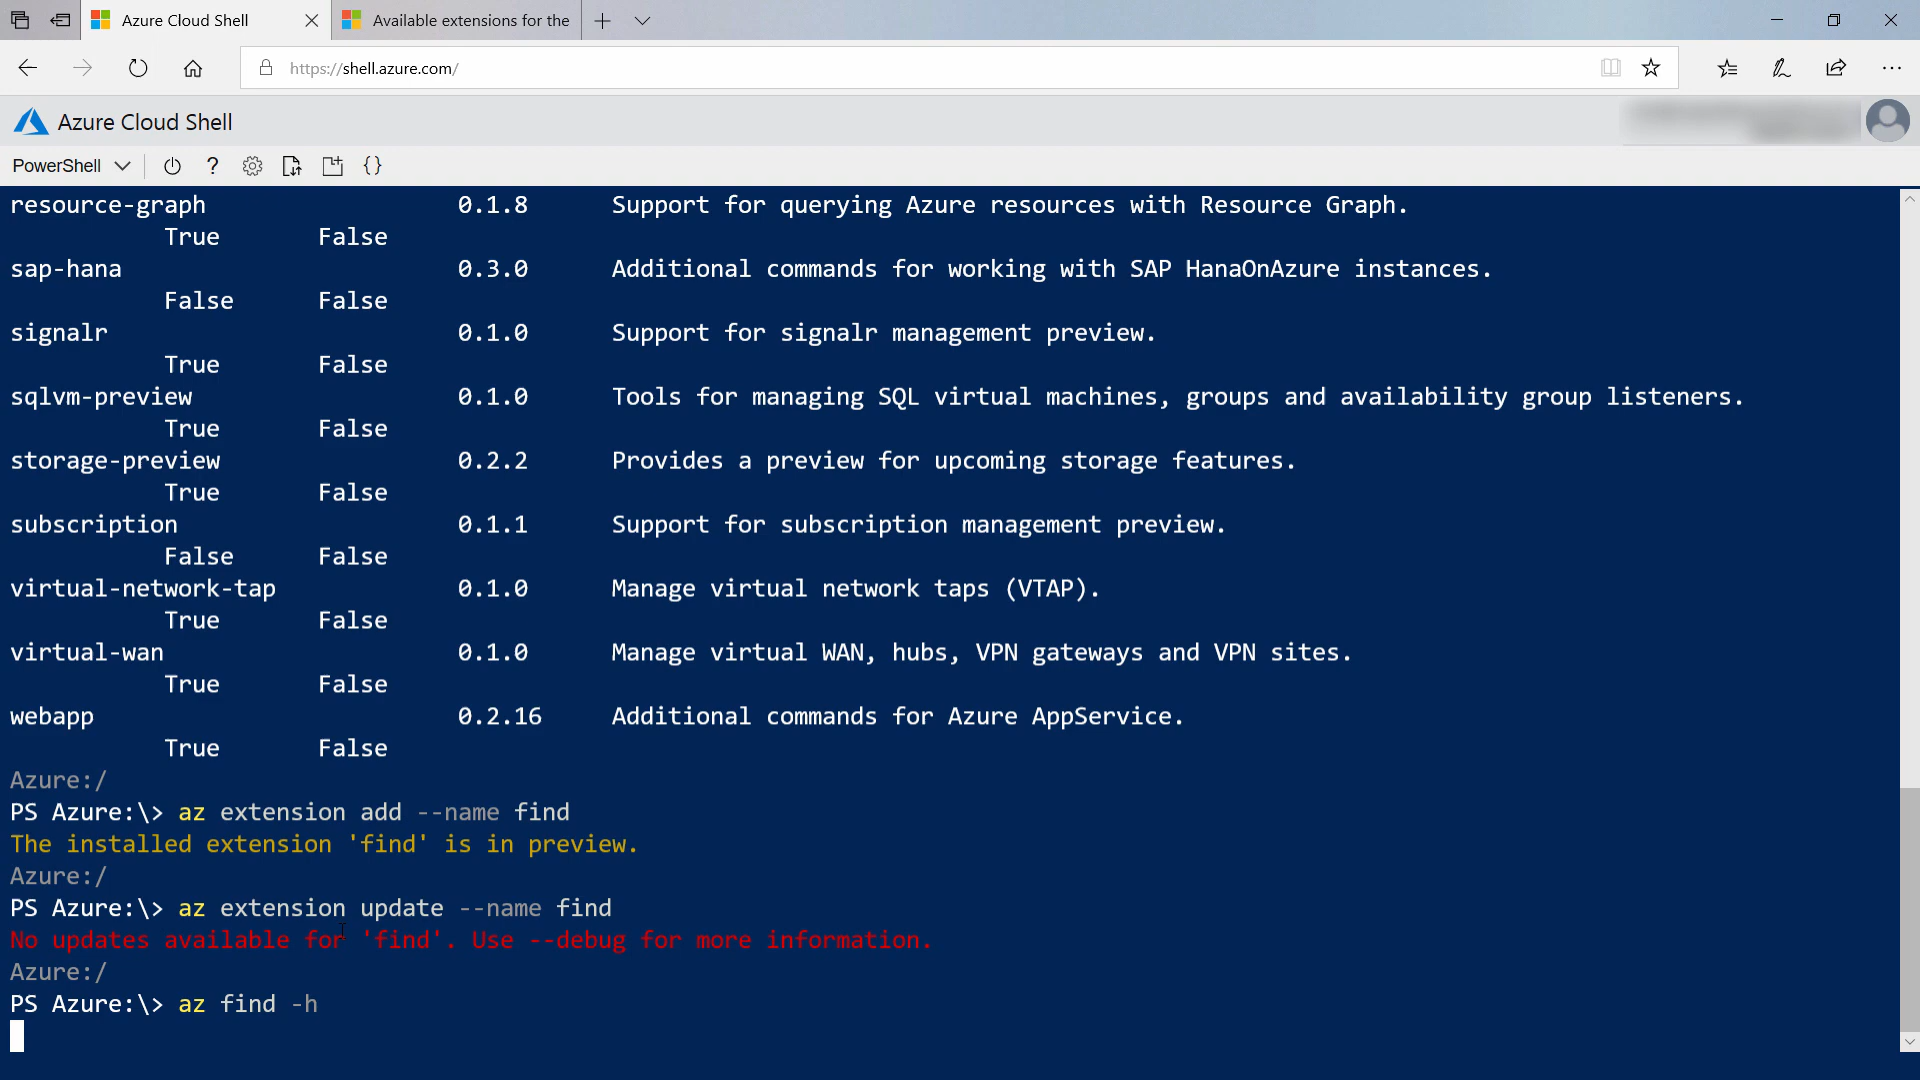 Azure Cloud Shell
Available extensions for the
https://shell.azure.com/
Azure Cloud Shell
PowerShell
resource-graph 0.1.8 Support for querying Azure resources with Resource Graph.
True False
sap-hana 0.3.0 Additional commands for working with SAP HanaOnAzure instances.
False False
signalr 0.1.0 Support for signalr management preview.
True False
sqlvm-preview 0.1.0 Tools for managing SQL virtual machines, groups and availability group listeners.
True False
storage-preview 0.2.2 Provides a preview for upcoming storage features.
True False
subscription 0.1.1 Support for subscription management preview.
False False
virtual-network-tap 0.1.0 Manage virtual network taps (VTAP).
True False
virtual-wan 0.1.0 Manage virtual WAN, hubs, VPN gateways and VPN sites.
True False
webapp 0.2.16 Additional commands for Azure AppService.
True False
Azure:/
PS Azure:\> az extension add --name find
The installed extension 'find' is in preview.
Azure:/
PS Azure:\> az extension update --name find
No updates available for 'find'. Use --debug for more information.
Azure:/
PS Azure:\> az find -h